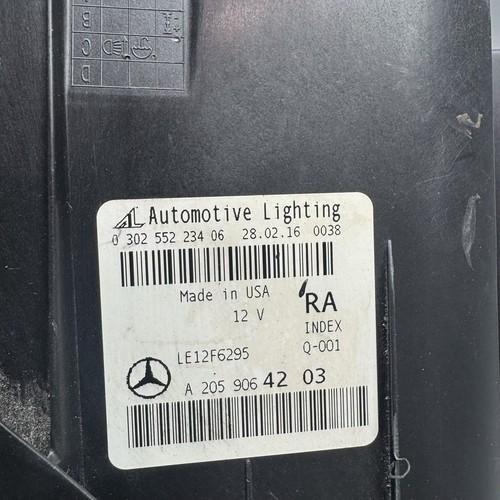 B
C
D
AL Automotive Lighting
0 302 552 234 06 28.02.16 0038
Made in USA
RA
12 V
INDEX
LE12F6295
Q-001
A 205 906 42 03